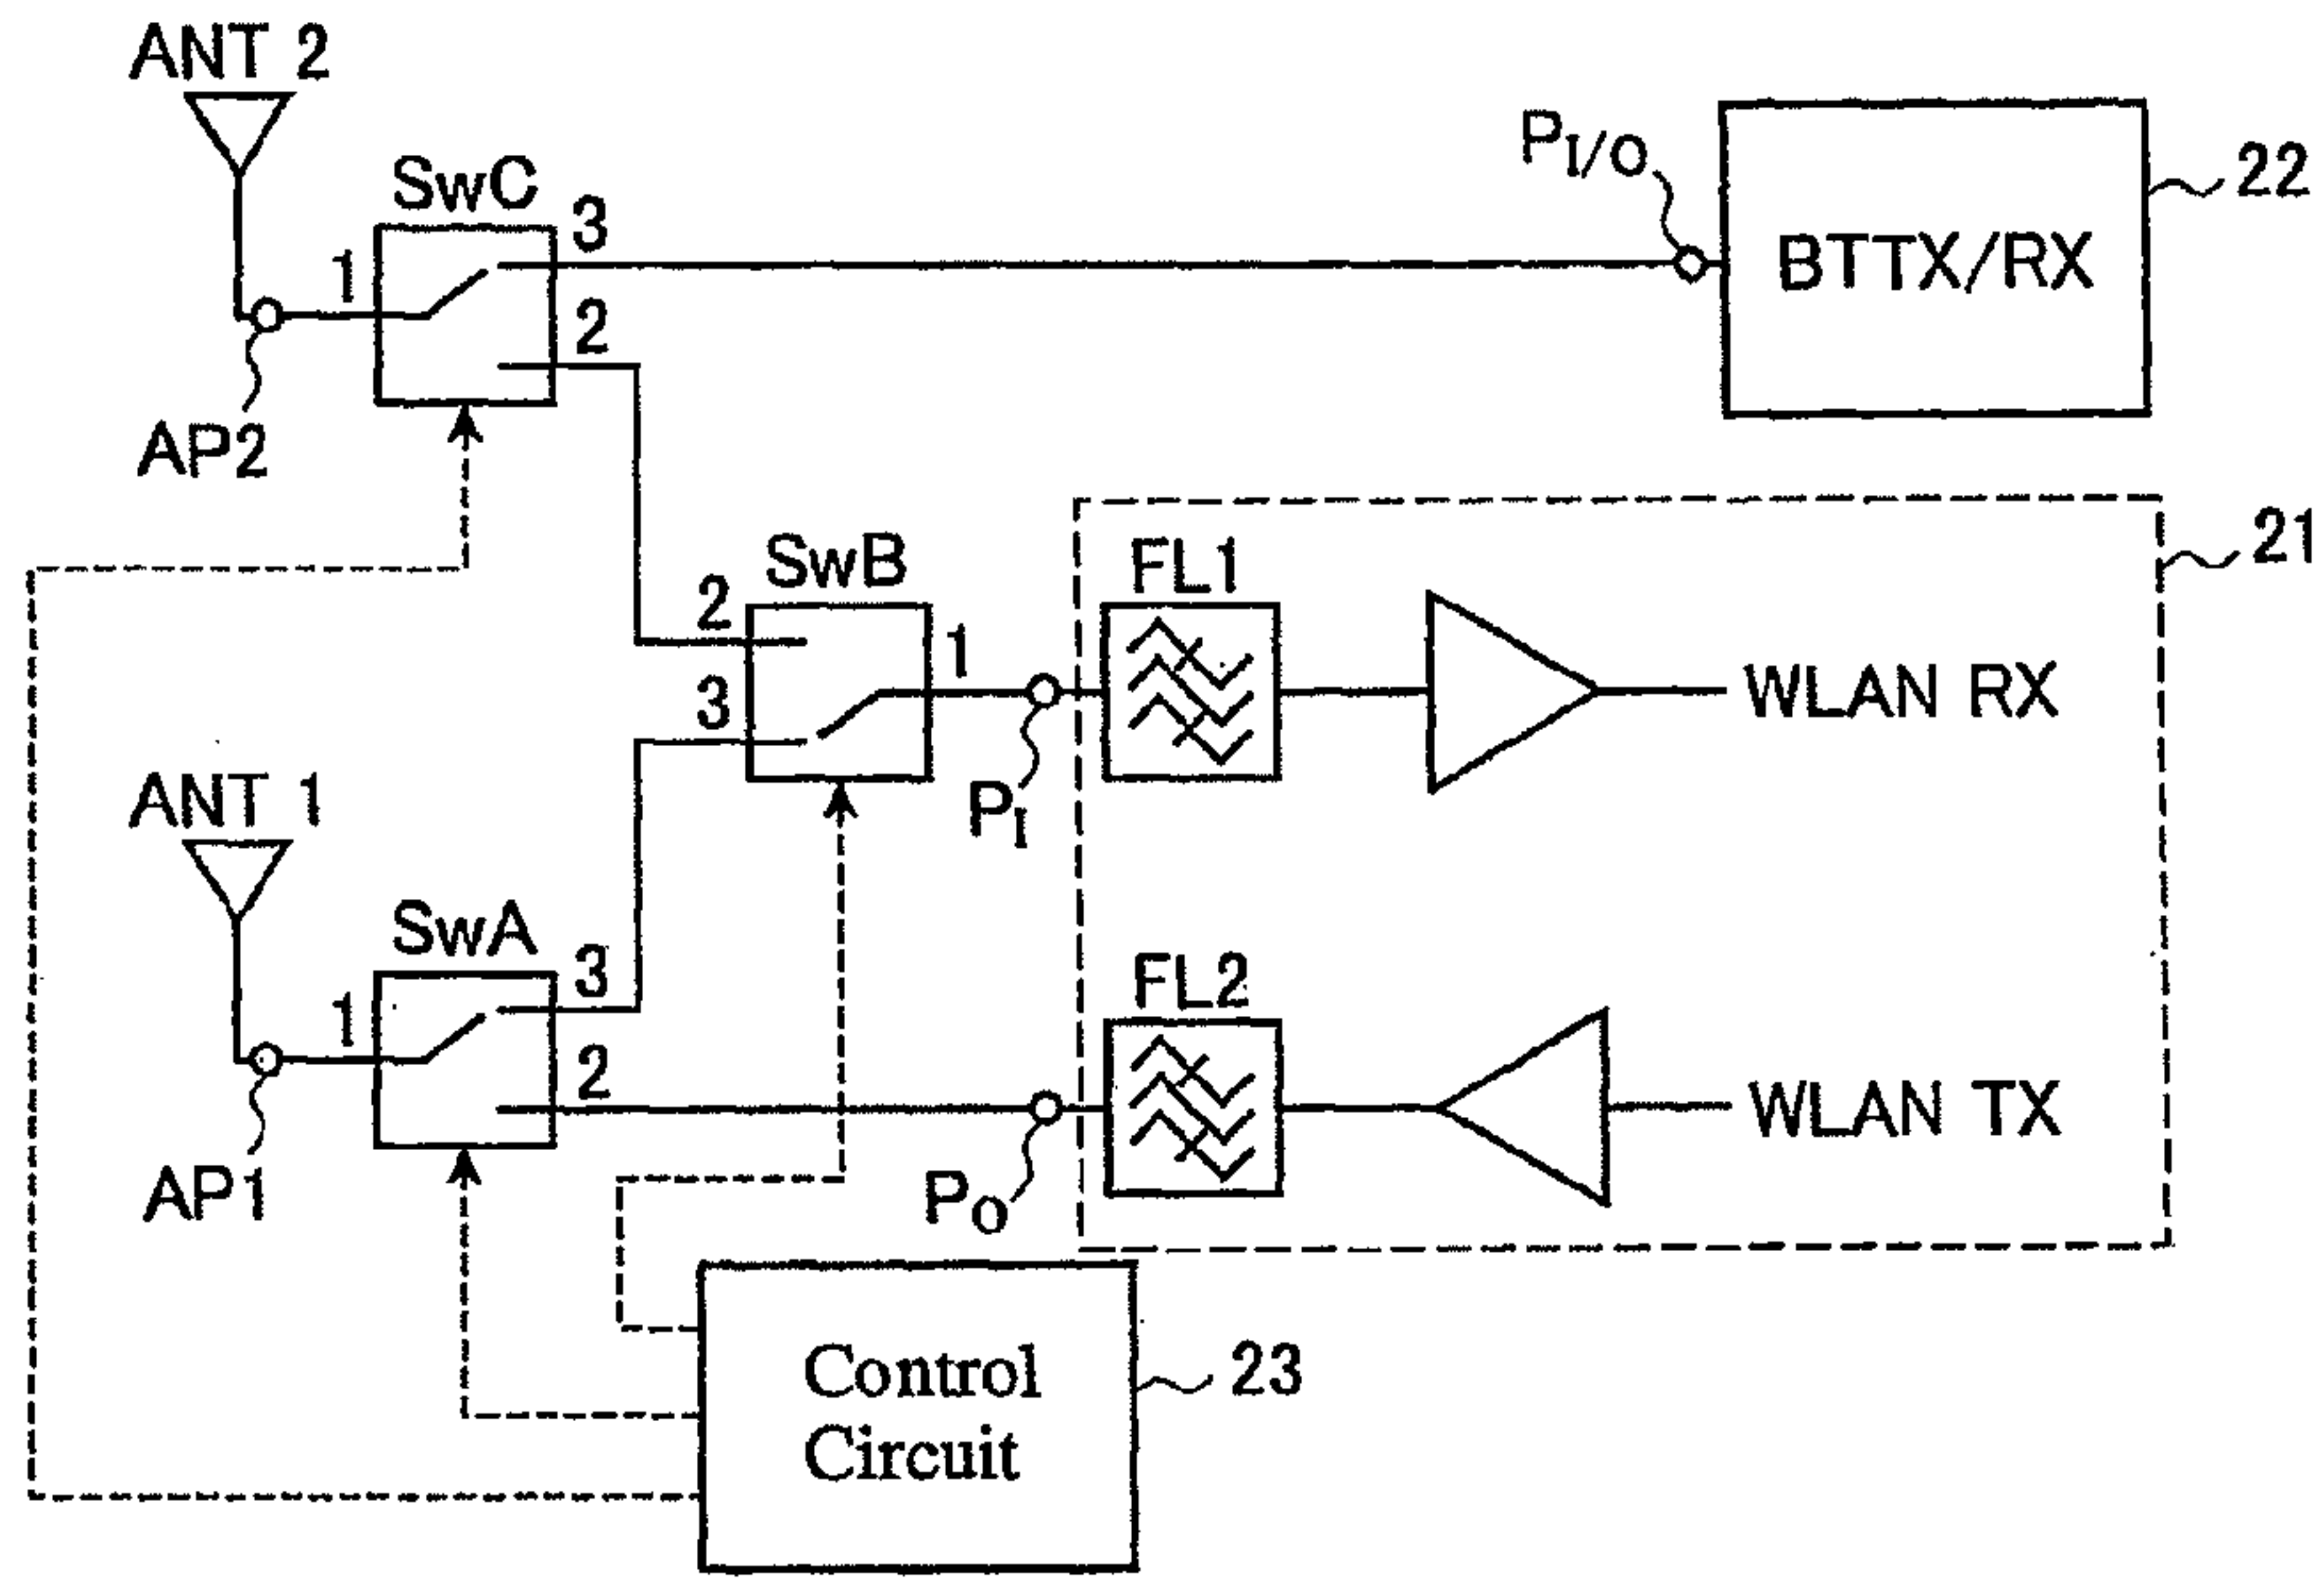 ANT 2
SwC
1
3
2
AP2
PI/O
BTTX/RX
22
21
SwB
2
3
1
PI
FL1
WLAN RX
ANT 1
SwA
1
3
2
AP1
PO
FL2
WLAN TX
Control
Circuit
23